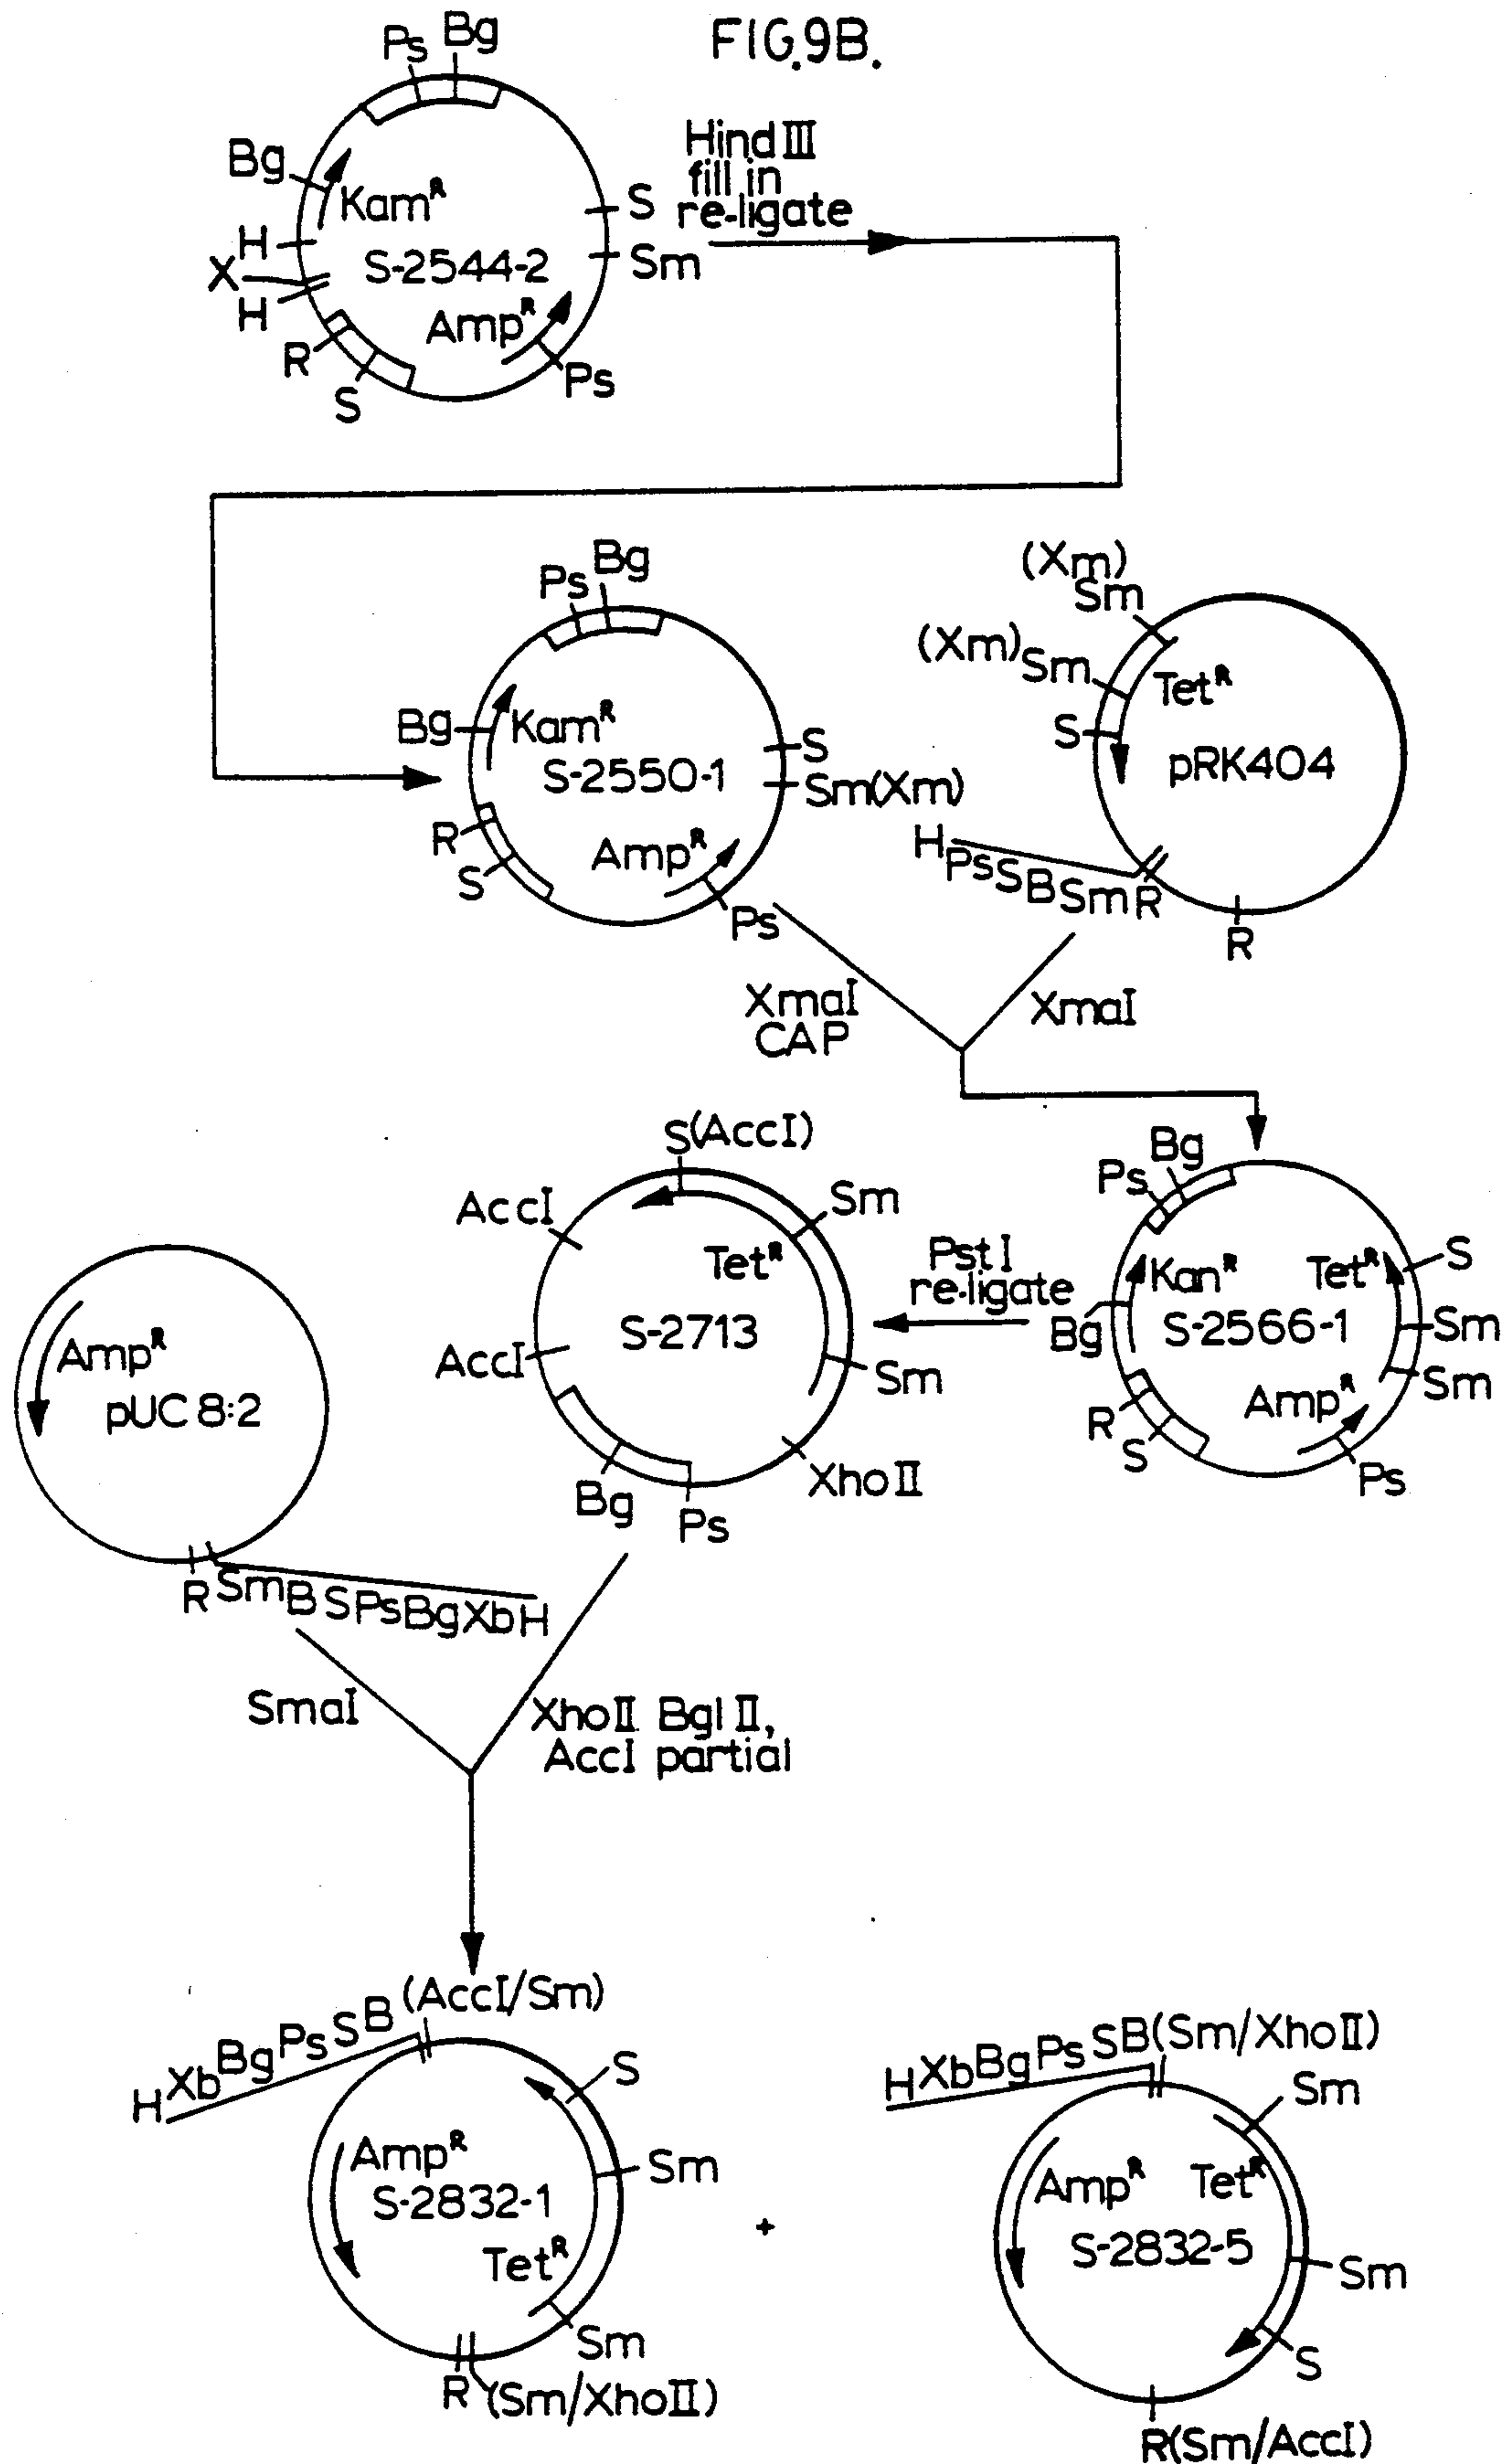 FIG.9B.
Ps Bg
Bg
Kam^R
H
X
H
S-2544-2
Amp^R
R
S
S
Sm
Ps
Hind III
fill in
re-ligate
Ps Bg
Bg
Kam^R
S-2550-1
S
Sm(Xm)
R
S
Amp^R
Ps
(Xm)
Sm
(Xm)Sm
S
Tet^R
pRK404
H Ps S B Sm R
R
XmaI
CAP
XmaI
S(AccI)
AccI
Sm
Tet^R
S-2713
AccI
Sm
XhoII
Bg
Ps
PstI
re-ligate
Ps Bg
Kan^R
Tet^R
S
Bg
S-2566-1
Sm
Sm
Amp^R
R
S
Ps
Amp^R
pUC 8:2
R Sm B S Ps Bg Xb H
SmaI
XhoII Bgl II,
AccI partial
H Xb Bg Ps S B (AccI/Sm)
S
Amp^R
Sm
S-2832-1
Tet^R
Sm
R (Sm/XhoII)
+
H Xb Bg Ps S B (Sm/XhoII)
Sm
Amp^R
Tet^R
S-2832-5
Sm
S
R(Sm/AccI)